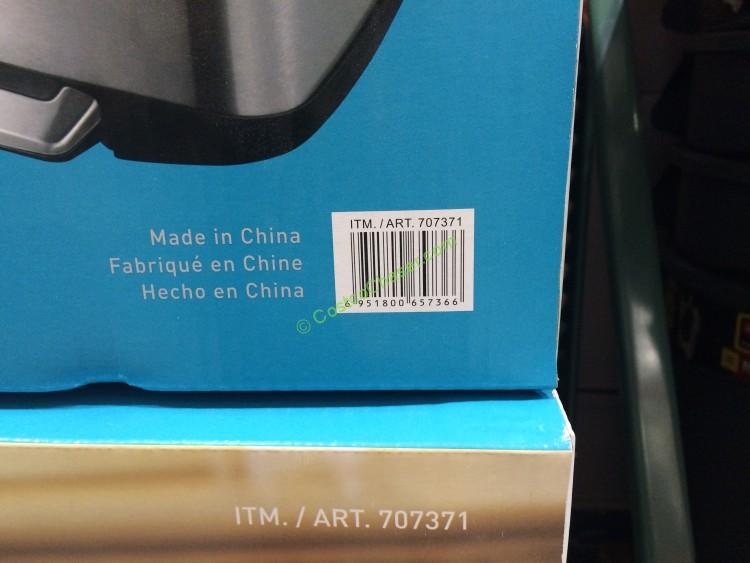 Made in China
Fabriqué en Chine
Hecho en China
ITM. / ART. 707371
6 951800 657366
© CostcoChaser.com
ITM. / ART. 707371